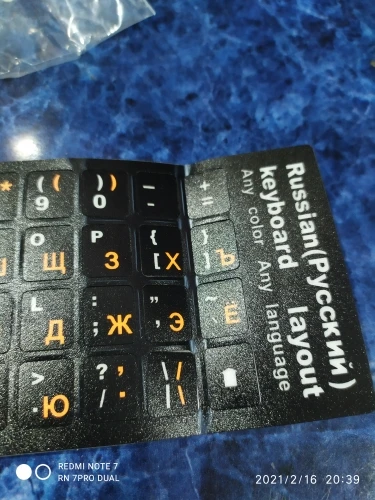 * ( ( ) ) _ +
9 0 - =
O P { }
Щ З [ Х ] Ъ
L : " ~
Д ; Ж ' Э ` Ё
> ? , \ /
. Ю / . | \
Russian(Русский)
keyboard layout
Any color Any language
REDMI NOTE 7
RN 7PRO DUAL
2021/2/16 20:39